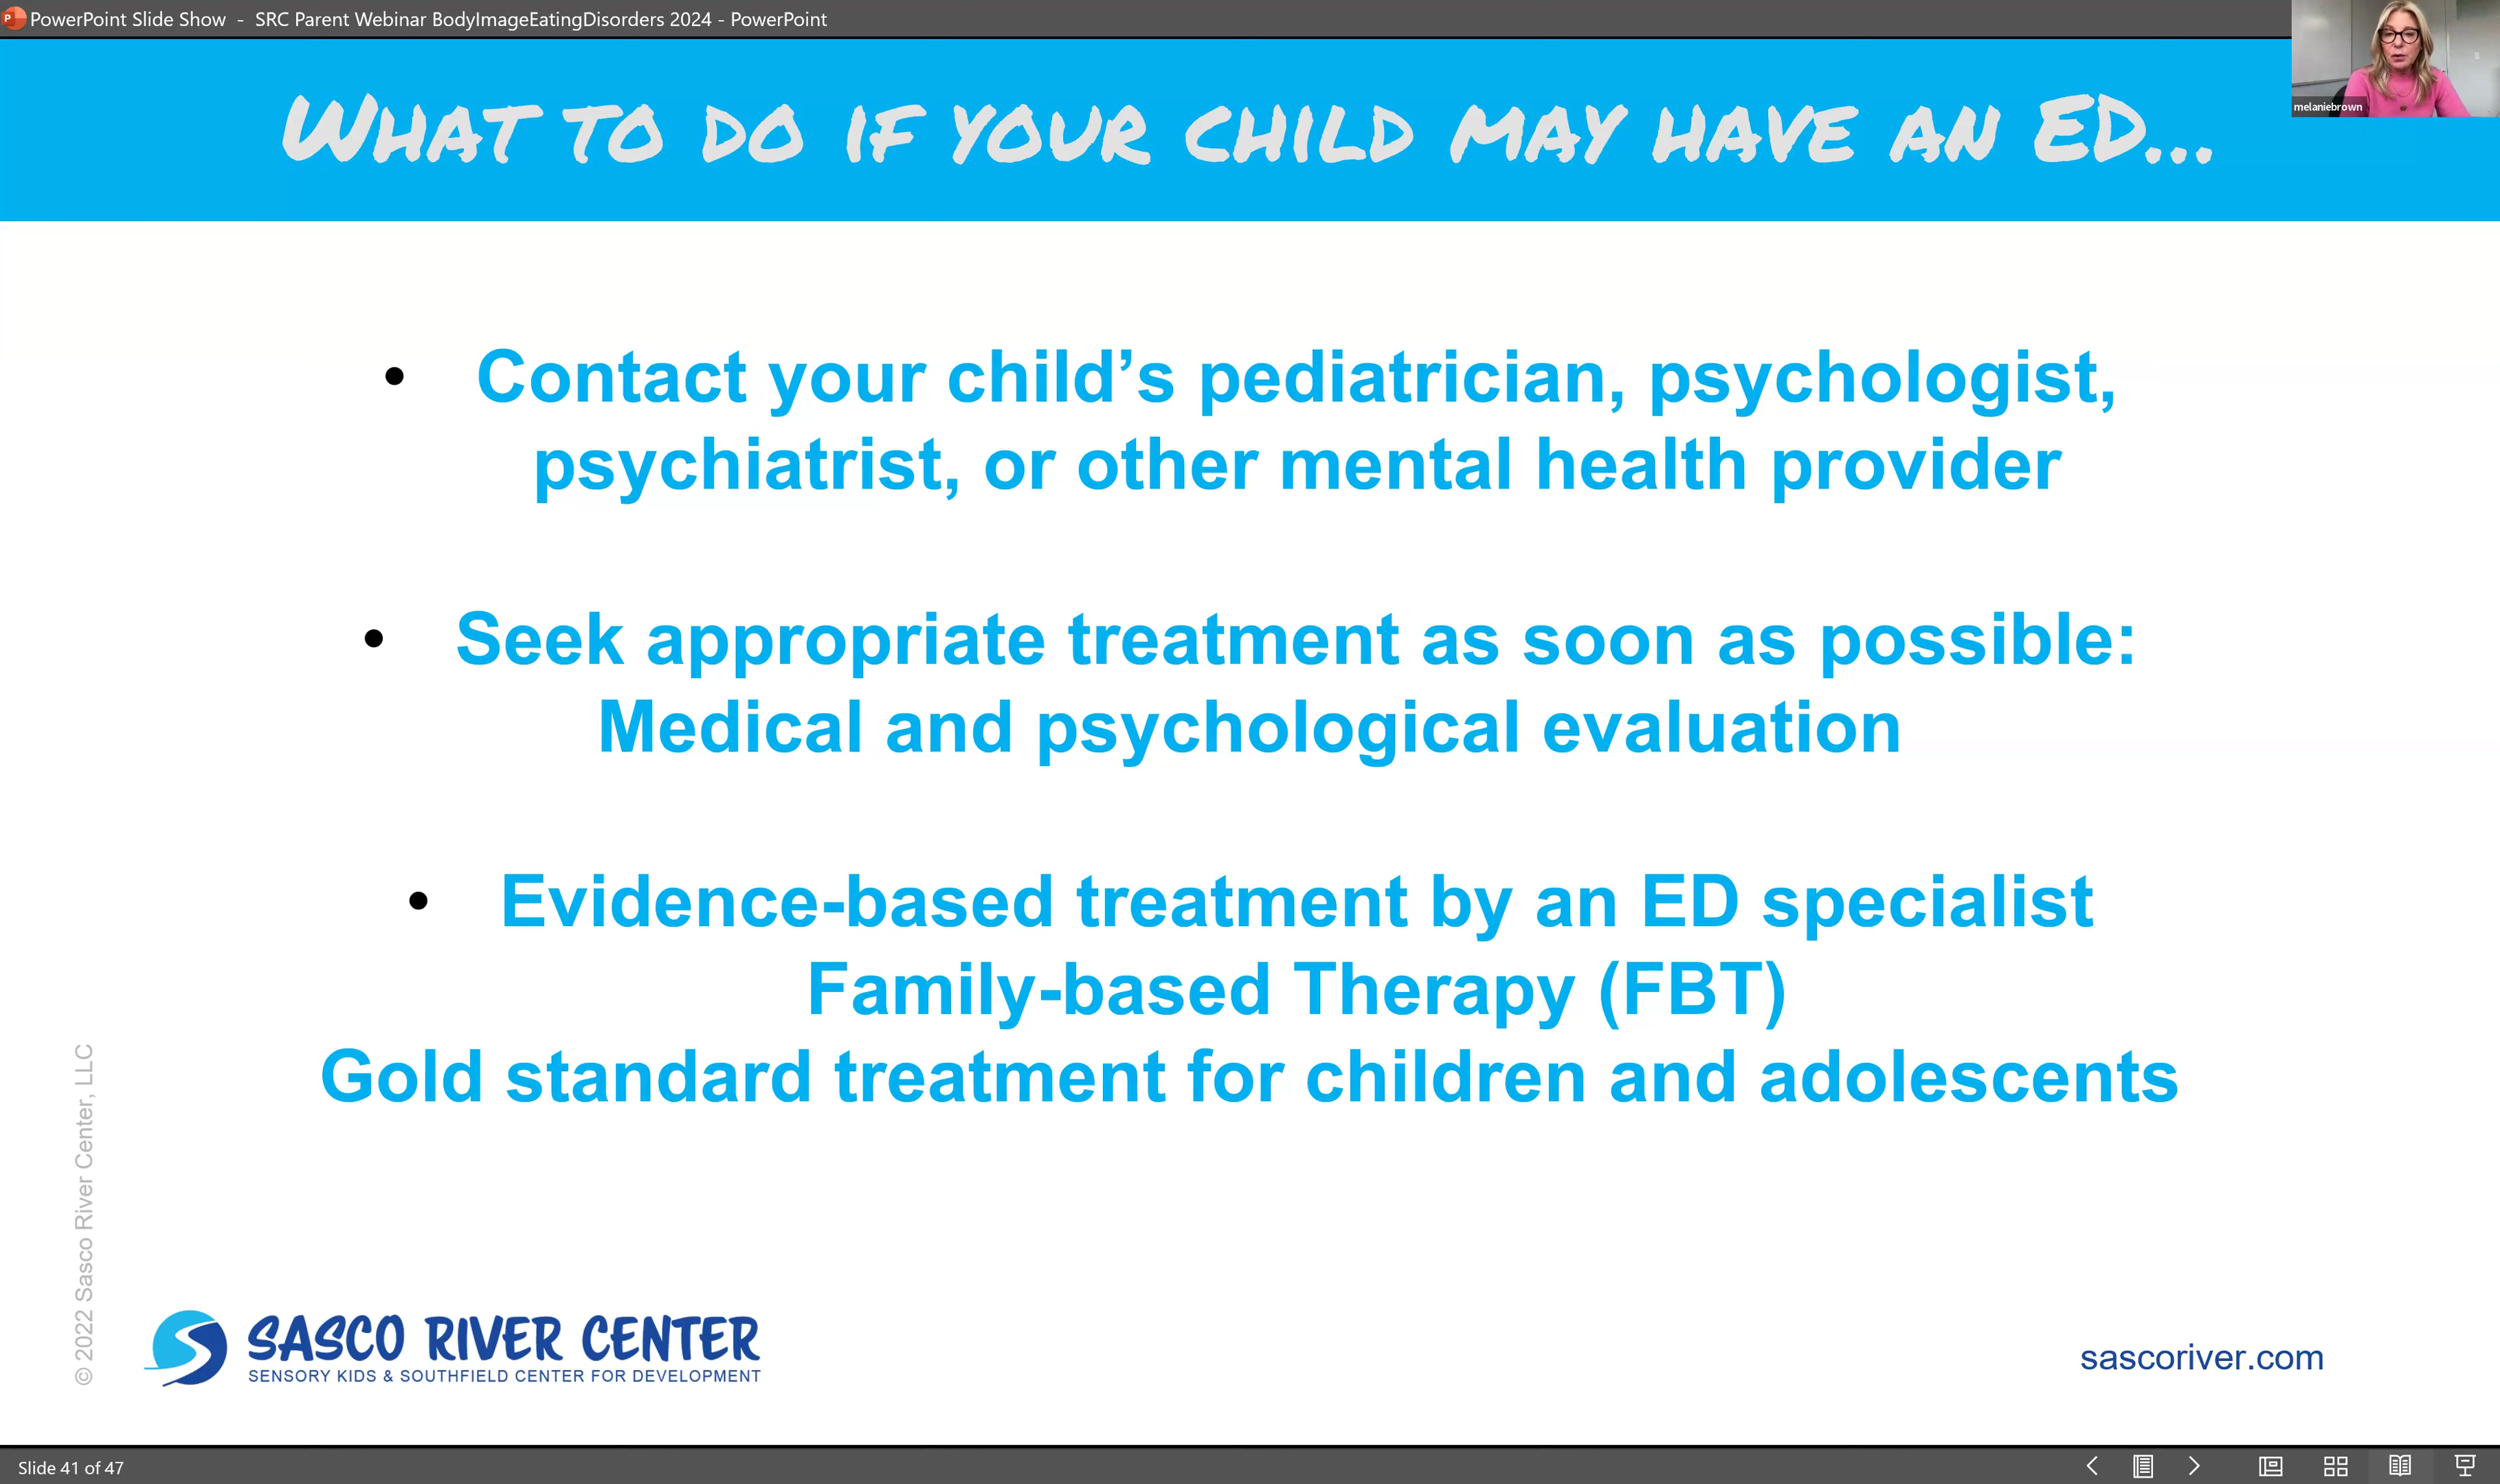 PowerPoint Slide Show - SRC Parent Webinar BodyImageEatingDisorders 2024 - PowerPoint
melaniebrown
WHAT TO DO IF YOUR CHILD MAY HAVE AN ED...
• Contact your child’s pediatrician, psychologist,
psychiatrist, or other mental health provider
• Seek appropriate treatment as soon as possible:
Medical and psychological evaluation
• Evidence-based treatment by an ED specialist
Family-based Therapy (FBT)
Gold standard treatment for children and adolescents
© 2022 Sasco River Center, LLC
SASCO RIVER CENTER
SENSORY KIDS & SOUTHFIELD CENTER FOR DEVELOPMENT
sascoriver.com
Slide 41 of 47